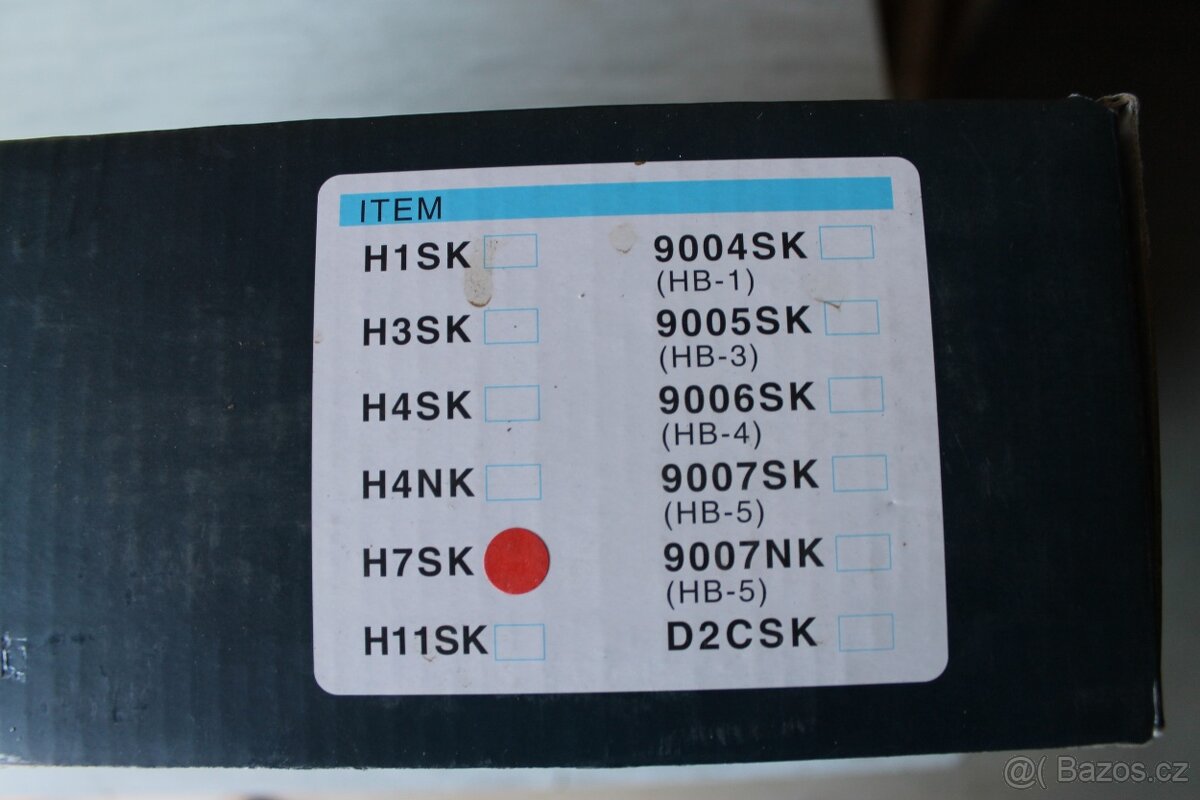 ITEM
H1SK
H3SK
H4SK
H4NK
H7SK
H11SK
9004SK
(HB-1)
9005SK
(HB-3)
9006SK
(HB-4)
9007SK
(HB-5)
9007NK
(HB-5)
D2CSK
@( Bazos.cz